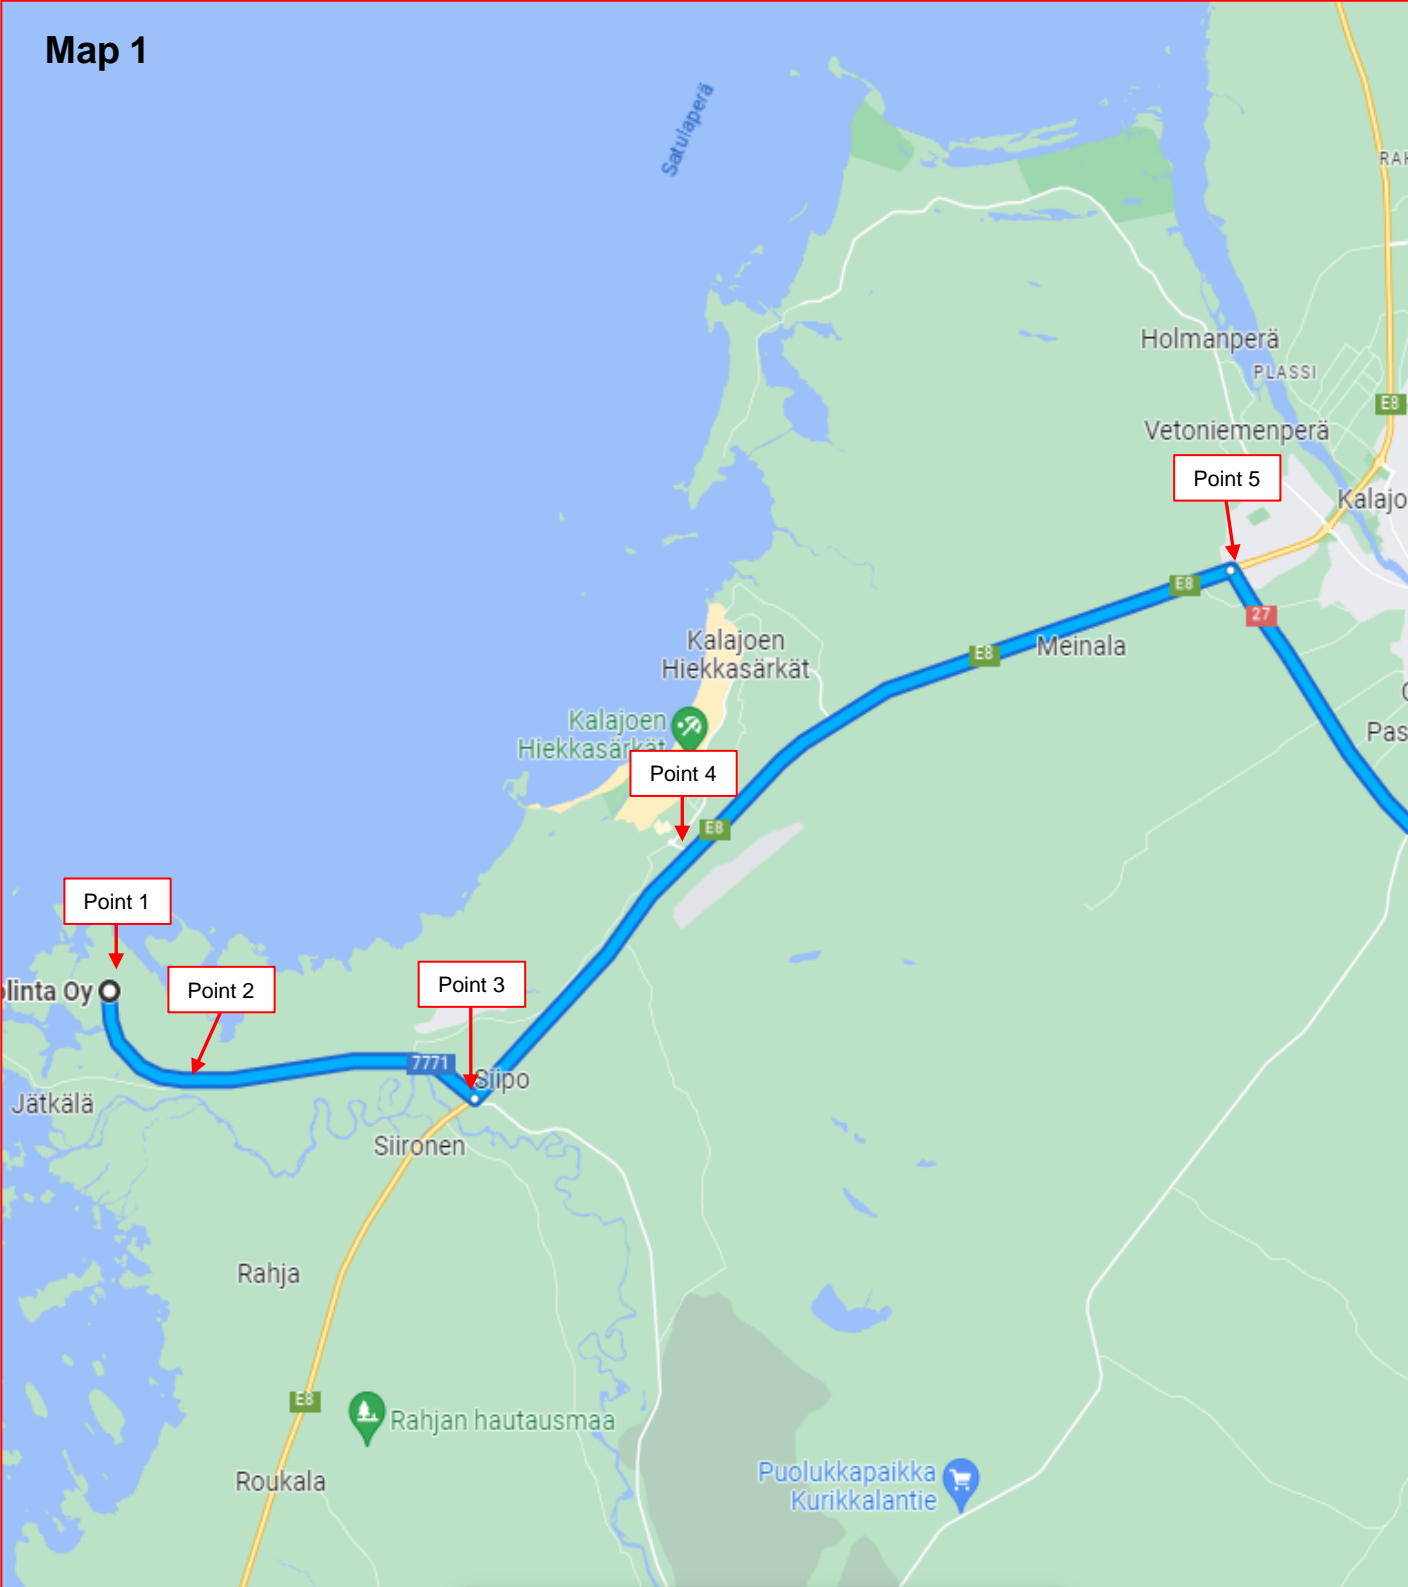 Map 1
Satulaperä
RAH
Holmanperä
PLASSI
E8
Vetoniemenperä
Point 5
Kalajo
E8
27
Kalajoen
Hiekkasärkät
E8
Meinala
Pas
Kalajoen
Hiekkasärkät
Point 4
E8
Point 1
linta Oy
Point 2
Point 3
7771
Siipo
Jätkälä
Siironen
Rahja
E8
Rahjan hautausmaa
Roukala
Puolukkapaikka
Kurikkalantie